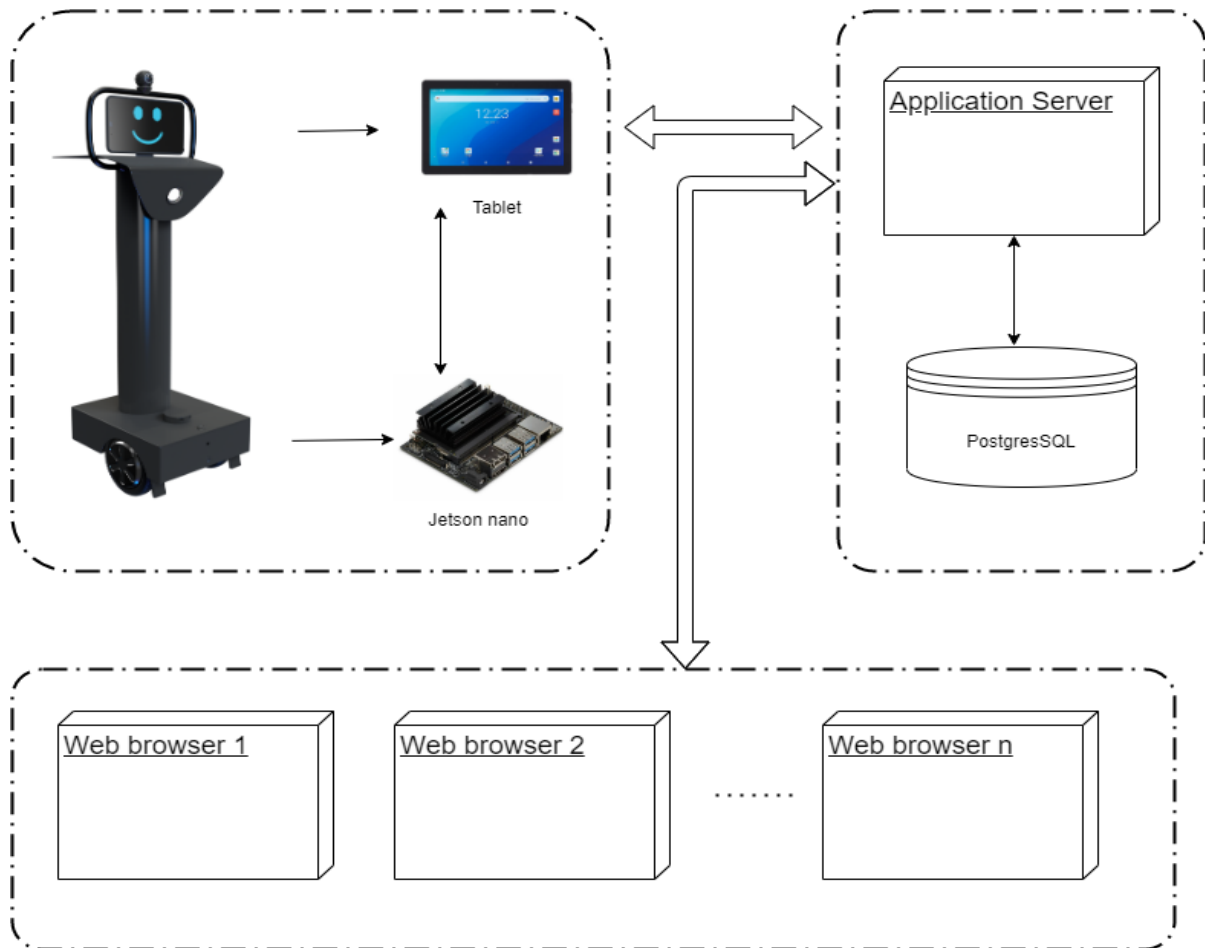 12.23
Tablet
Jetson nano
Application Server
PostgresSQL
Web browser 1
Web browser 2
.......
Web browser n